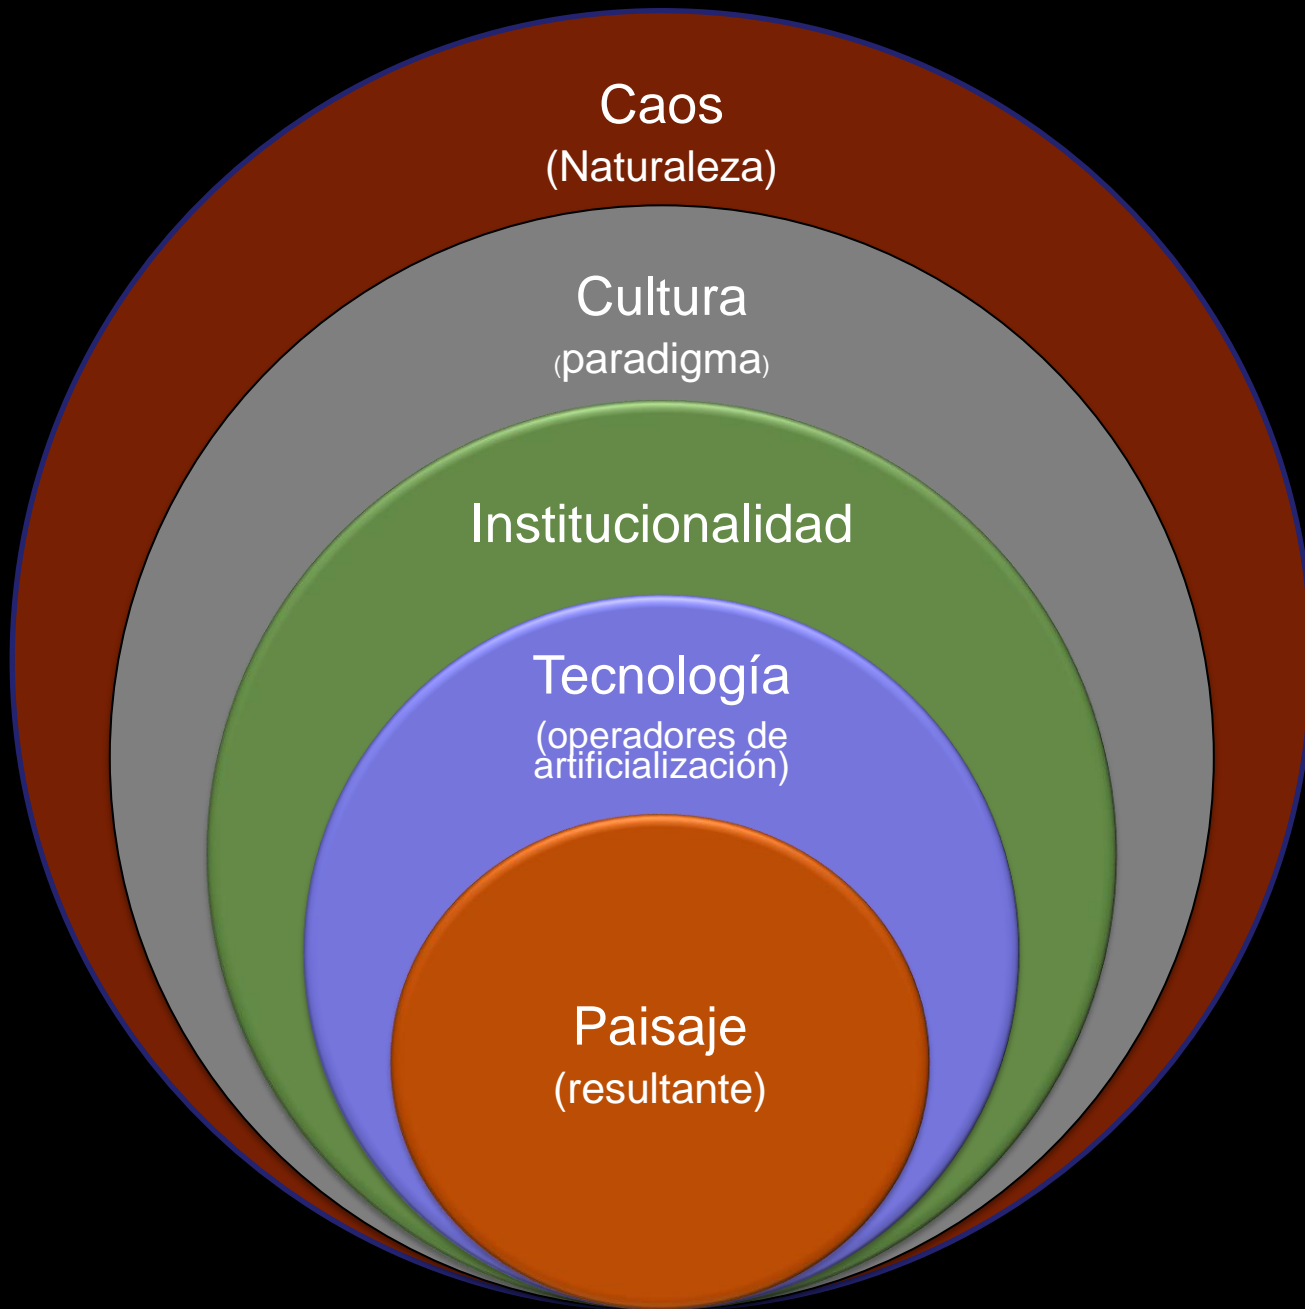 Caos
(Naturaleza)
Cultura
(paradigma)
Institucionalidad
Tecnología
(operadores de
artificialización)
Paisaje
(resultante)